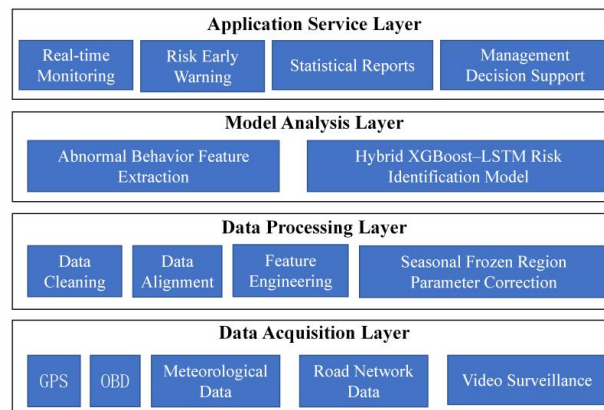 Application Service Layer
Real-time
Monitoring
Risk Early
Warning
Statistical Reports
Management
Decision Support
Model Analysis Layer
Abnormal Behavior Feature
Extraction
Hybrid XGBoost–LSTM Risk
Identification Model
Data Processing Layer
Data
Cleaning
Data
Alignment
Feature
Engineering
Seasonal Frozen Region
Parameter Correction
Data Acquisition Layer
GPS
OBD
Meteorological
Data
Road Network
Data
Video Surveillance